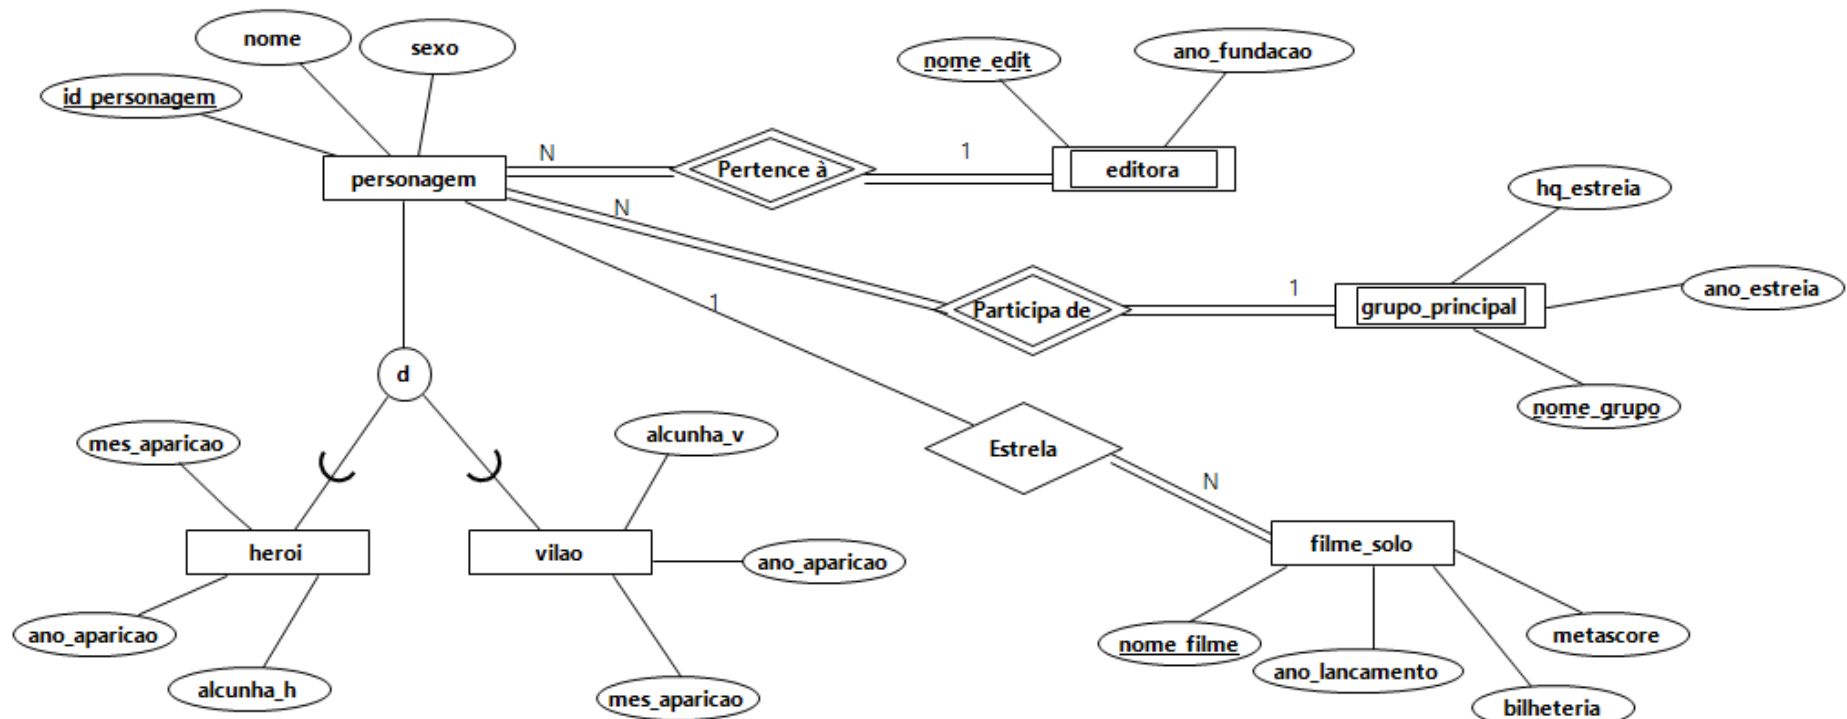 nome
sexo
id_personagem
nome_edit
ano_fundacao
N
Pertence à
1
editora
personagem
N
hq_estreia
1
Participa de
1
grupo_principal
ano_estreia
nome_grupo
d
mes_aparicao
alcunha_v
Estrela
N
heroi
vilao
ano_aparicao
filme_solo
ano_aparicao
alcunha_h
mes_aparicao
nome_filme
ano_lancamento
metascore
bilheteria